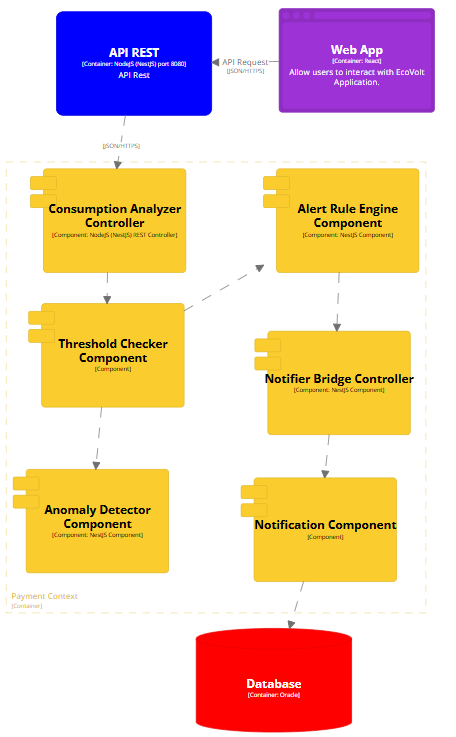 API REST
[Container: NodeJS (NestJS) port 8080]
API Rest
Web App
[Container: React]
Allow users to interact with EcoVolt
Application.
API Request
[JSON/HTTPS]
[JSON/HTTPS]
Consumption Analyzer
Controller
[Component: NodeJS (NestJS) REST Controller]
Alert Rule Engine
Component
[Component: NestJS Component]
Threshold Checker
Component
[Component]
Notifier Bridge Controller
[Component: NestJS Component]
Anomaly Detector
Component
[Component: NestJS Component]
Notification Component
[Component]
Payment Context
[Container]
Database
[Container: Oracle]